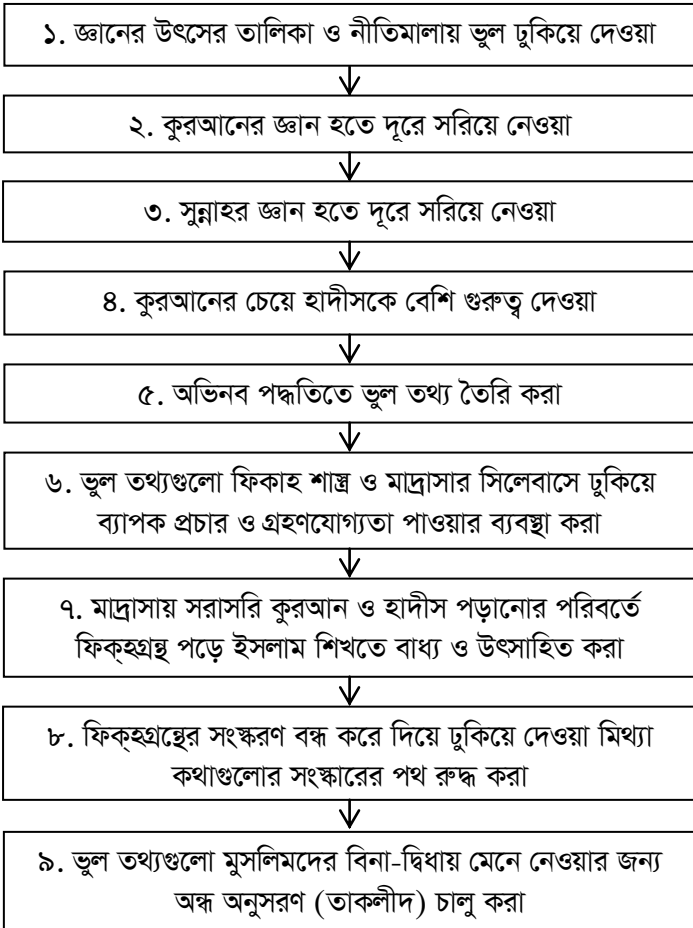 ১. জ্ঞানের উৎসের তালিকা ও নীতিমালায় ভুল ঢুকিয়ে দেওয়া
২. কুরআনের জ্ঞান হতে দূরে সরিয়ে নেওয়া
৩. সুন্নাহর জ্ঞান হতে দূরে সরিয়ে নেওয়া
৪. কুরআনের চেয়ে হাদীসকে বেশি গুরুত্ব দেওয়া
৫. অভিনব পদ্ধতিতে ভুল তথ্য তৈরি করা
৬. ভুল তথ্যগুলো ফিকাহ শাস্ত্র ও মাদ্রাসার সিলেবাসে ঢুকিয়ে
ব্যাপক প্রচার ও গ্রহণযোগ্যতা পাওয়ার ব্যবস্থা করা
৭. মাদ্রাসায় সরাসরি কুরআন ও হাদীস পড়ানোর পরিবর্তে
ফিক্হগ্রন্থ পড়ে ইসলাম শিখতে বাধ্য ও উৎসাহিত করা
৮. ফিক্হগ্রন্থের সংস্করণ বন্ধ করে দিয়ে ঢুকিয়ে দেওয়া মিথ্যা
কথাগুলোর সংস্কারের পথ রুদ্ধ করা
৯. ভুল তথ্যগুলো মুসলিমদের বিনা-দ্বিধায় মেনে নেওয়ার জন্য
অন্ধ অনুসরণ (তাকলীদ) চালু করা